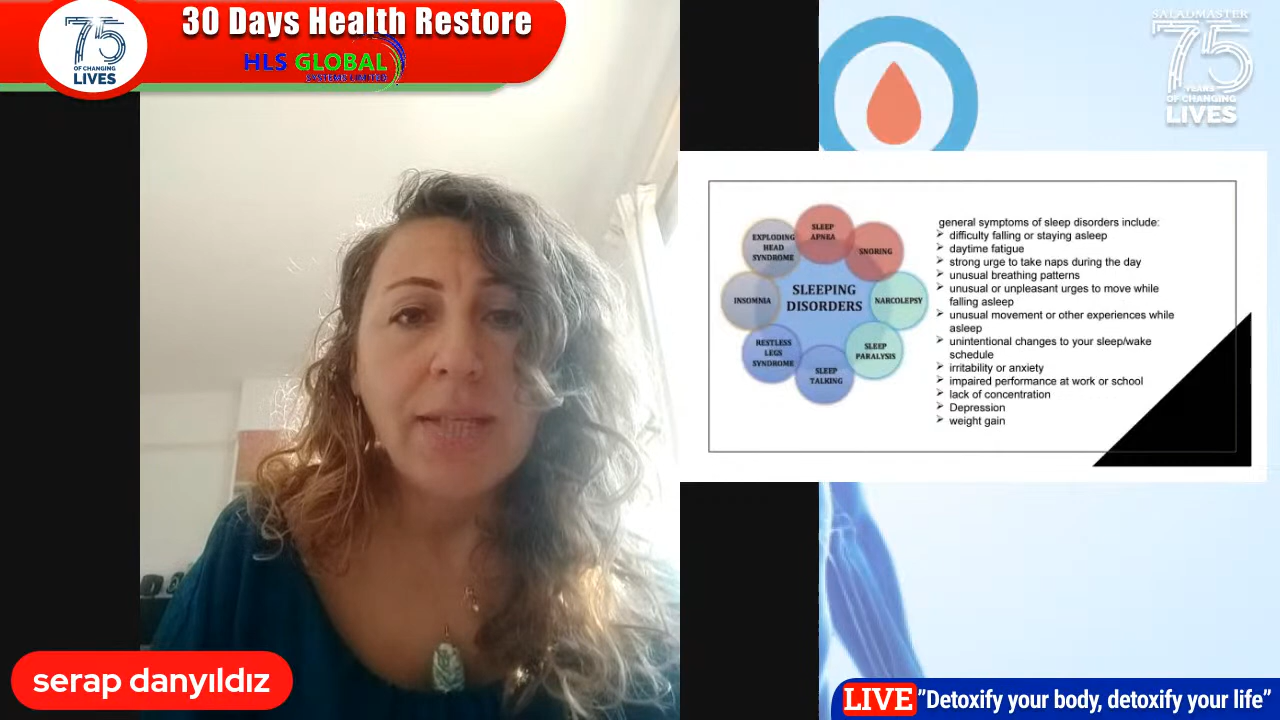 75
OF CHANGING
LIVES
30 Days Health Restore
HLS GLOBAL
SYSTEMS LIMITED
SALADMASTER
75
YEARS
OF CHANGING
LIVES
SLEEP
APNEA
SNORING
NARCOLEPSY
SLEEP
PARALYSIS
SLEEP
TALKING
RESTLESS
LEGS
SYNDROME
INSOMNIA
EXPLODING
HEAD
SYNDROME
SLEEPING
DISORDERS
general symptoms of sleep disorders include:
difficulty falling or staying asleep
daytime fatigue
strong urge to take naps during the day
unusual breathing patterns
unusual or unpleasant urges to move while
falling asleep
unusual movement or other experiences while
asleep
unintentional changes to your sleep/wake
schedule
irritability or anxiety
impaired performance at work or school
lack of concentration
Depression
weight gain
serap danyıldız
LIVE "Detoxify your body, detoxify your life"